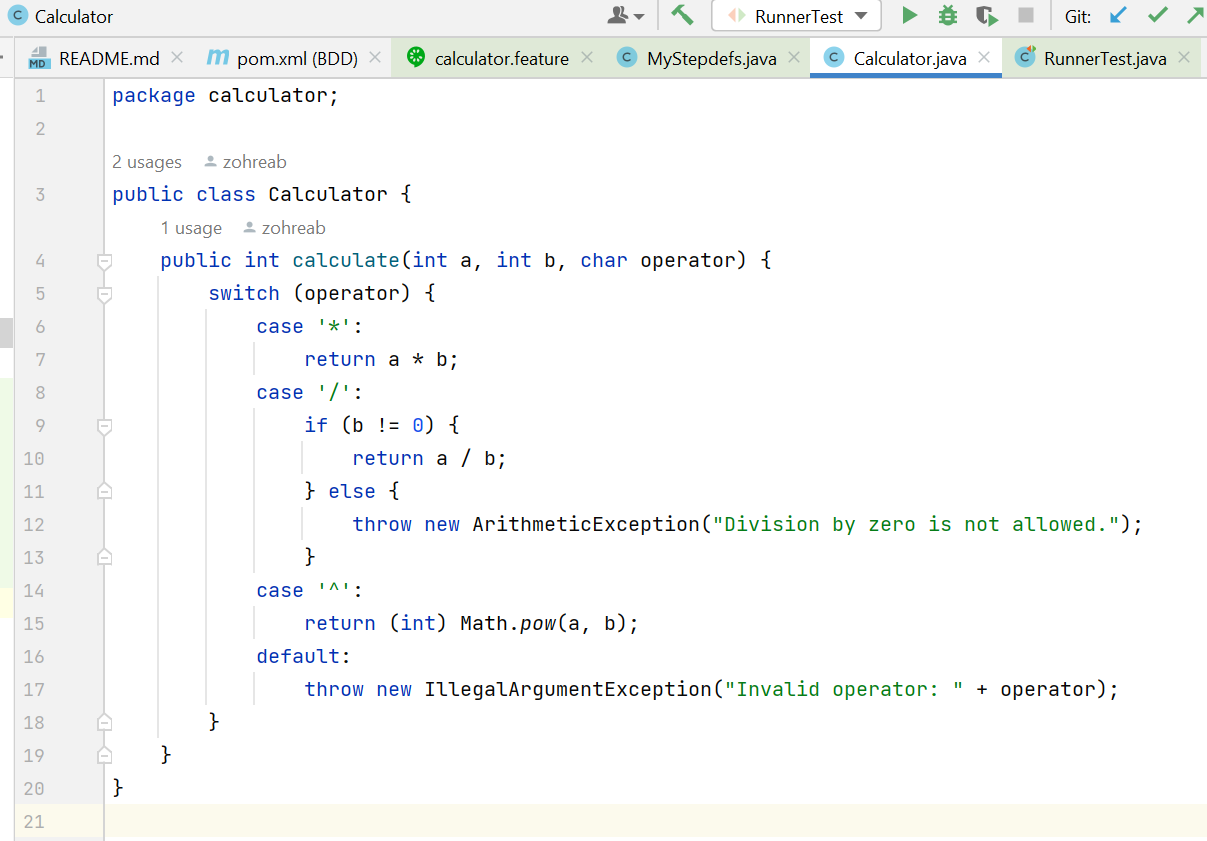 Calculator
RunnerTest
Git:
README.md
pom.xml (BDD)
calculator.feature
MyStepdefs.java
Calculator.java
RunnerTest.java
1 package calculator;
2
2 usages zohreab
3 public class Calculator {
1 usage zohreab
4 public int calculate(int a, int b, char operator) {
5 switch (operator) {
6 case '*':
7 return a * b;
8 case '/':
9 if (b != 0) {
10 return a / b;
11 } else {
12 throw new ArithmeticException("Division by zero is not allowed.");
13 }
14 case '^':
15 return (int) Math.pow(a, b);
16 default:
17 throw new IllegalArgumentException("Invalid operator: " + operator);
18 }
19 }
20 }
21